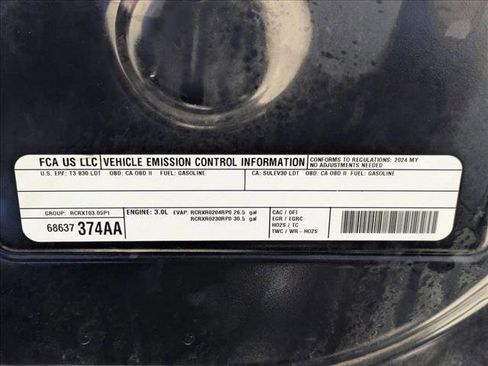 FCA US LLC VEHICLE EMISSION CONTROL INFORMATION CONFORMS TO REGULATIONS: 2024 MY
NO ADJUSTMENTS NEEDED
U.S. EPA: T3 B30 LDT OBD: CA OBD II FUEL: GASOLINE CA: SULEV30 LDT OBD: CA OBD II FUEL: GASOLINE
GROUP: RCRXT03.05P1 ENGINE: 3.0L EVAP: RCRXR0204RP0 26.5 gal CAC / DFI
RCRXR0230RP0 30.5 gal EGR / EGRC
68637 374AA HO2S / TC
TWC / WR-HO2S